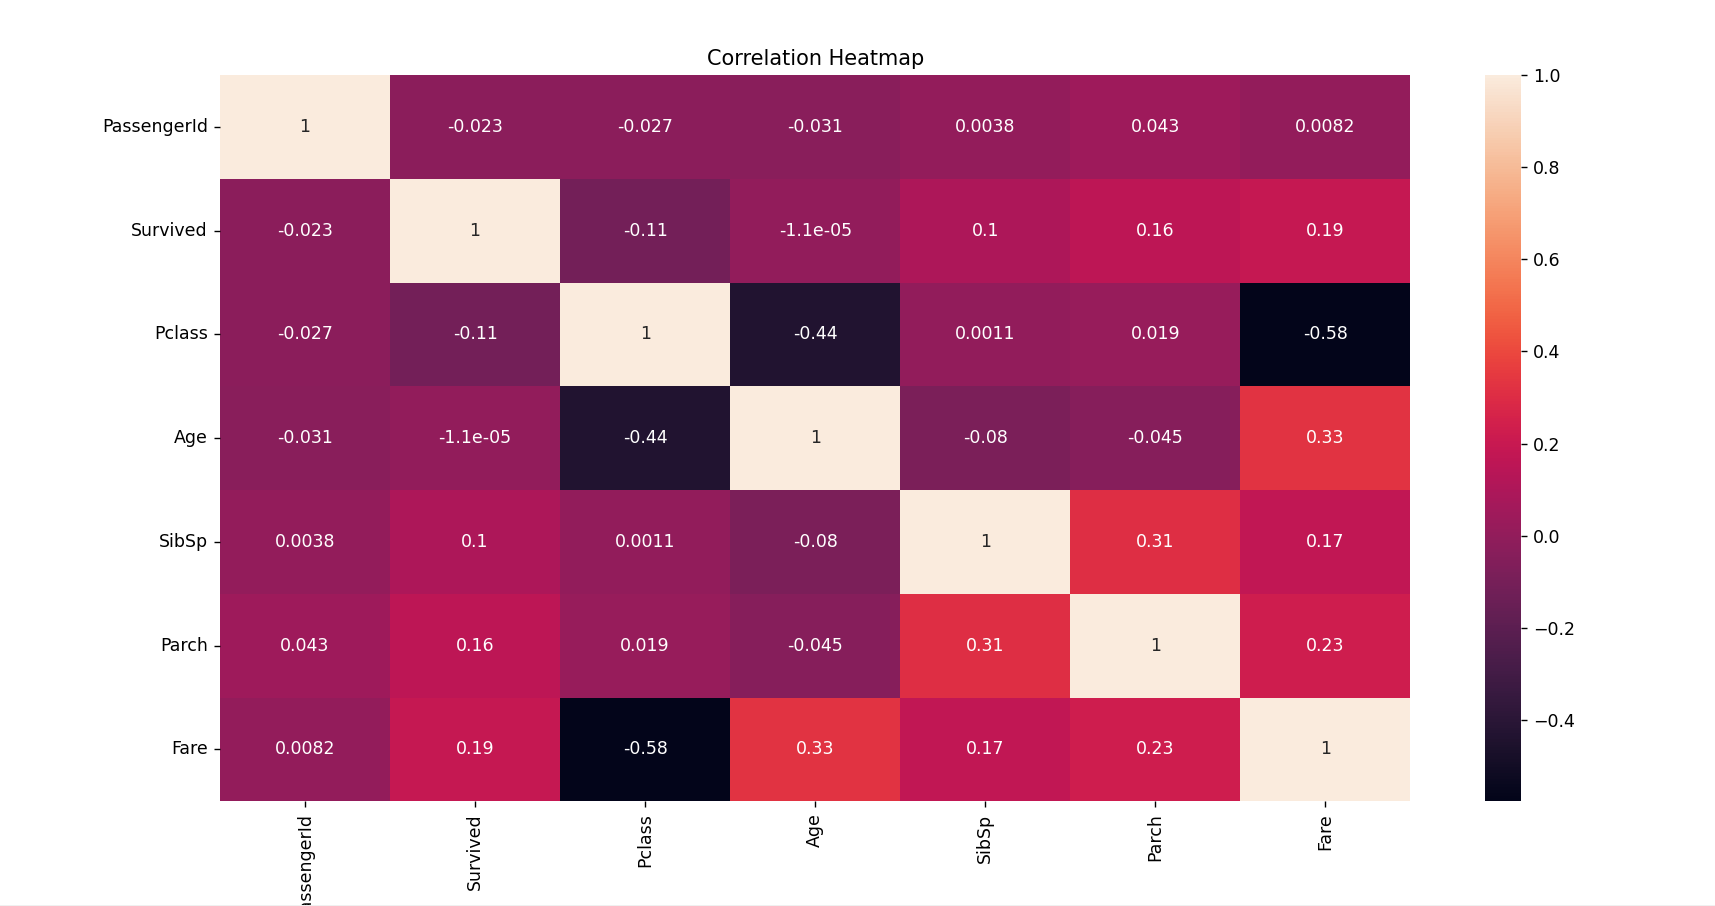 Correlation Heatmap
PassengerId 1 -0.023 -0.027 -0.031 0.0038 0.043 0.0082
Survived -0.023 1 -0.11 -1.1e-05 0.1 0.16 0.19
Pclass -0.027 -0.11 1 -0.44 0.0011 0.019 -0.58
Age -0.031 -1.1e-05 -0.44 1 -0.08 -0.045 0.33
SibSp 0.0038 0.1 0.0011 -0.08 1 0.31 0.17
Parch 0.043 0.16 0.019 -0.045 0.31 1 0.23
Fare 0.0082 0.19 -0.58 0.33 0.17 0.23 1
assengerId Survived Pclass Age SibSp Parch Fare
1.0
0.8
0.6
0.4
0.2
0.0
−0.2
−0.4